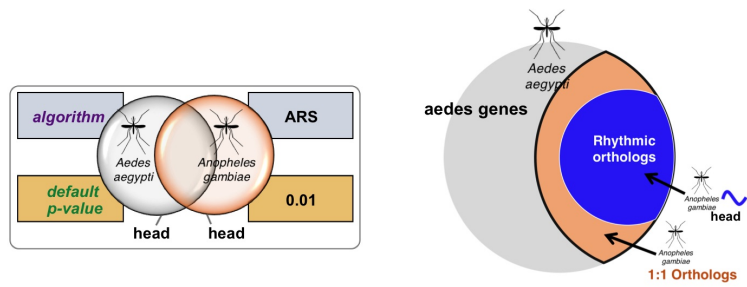 algorithm
ARS
Aedes
aegypti
Anopheles
gambiae
default
p-value
0.01
head
head
Aedes
aegypti
aedes genes
Rhythmic
orthologs
Anopheles
gambiae
head
Anopheles
gambiae
1:1 Orthologs